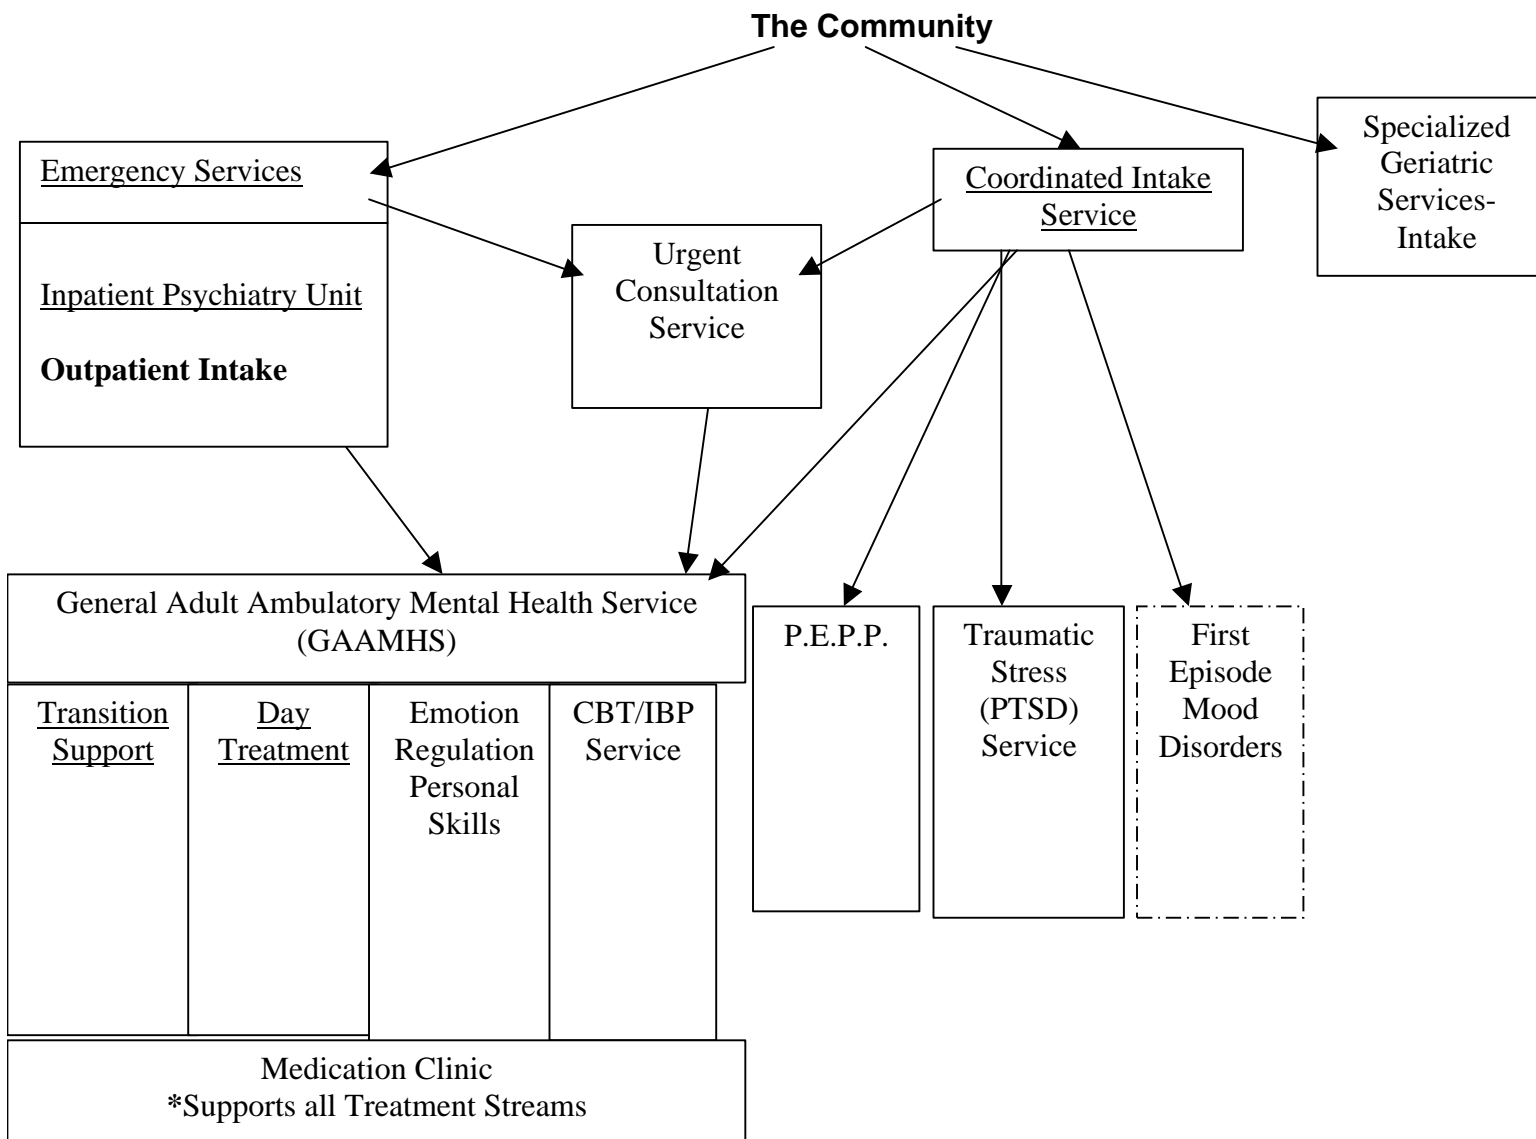 The Community
Emergency Services
Inpatient Psychiatry Unit
Outpatient Intake
Urgent
Consultation
Service
Coordinated Intake
Service
Specialized
Geriatric
Services-
Intake
General Adult Ambulatory Mental Health Service
(GAAMHS)
Transition
Support
Day
Treatment
Emotion
Regulation
Personal
Skills
CBT/IBP
Service
P.E.P.P.
Traumatic
Stress
(PTSD)
Service
First
Episode
Mood
Disorders
Medication Clinic
*Supports all Treatment Streams